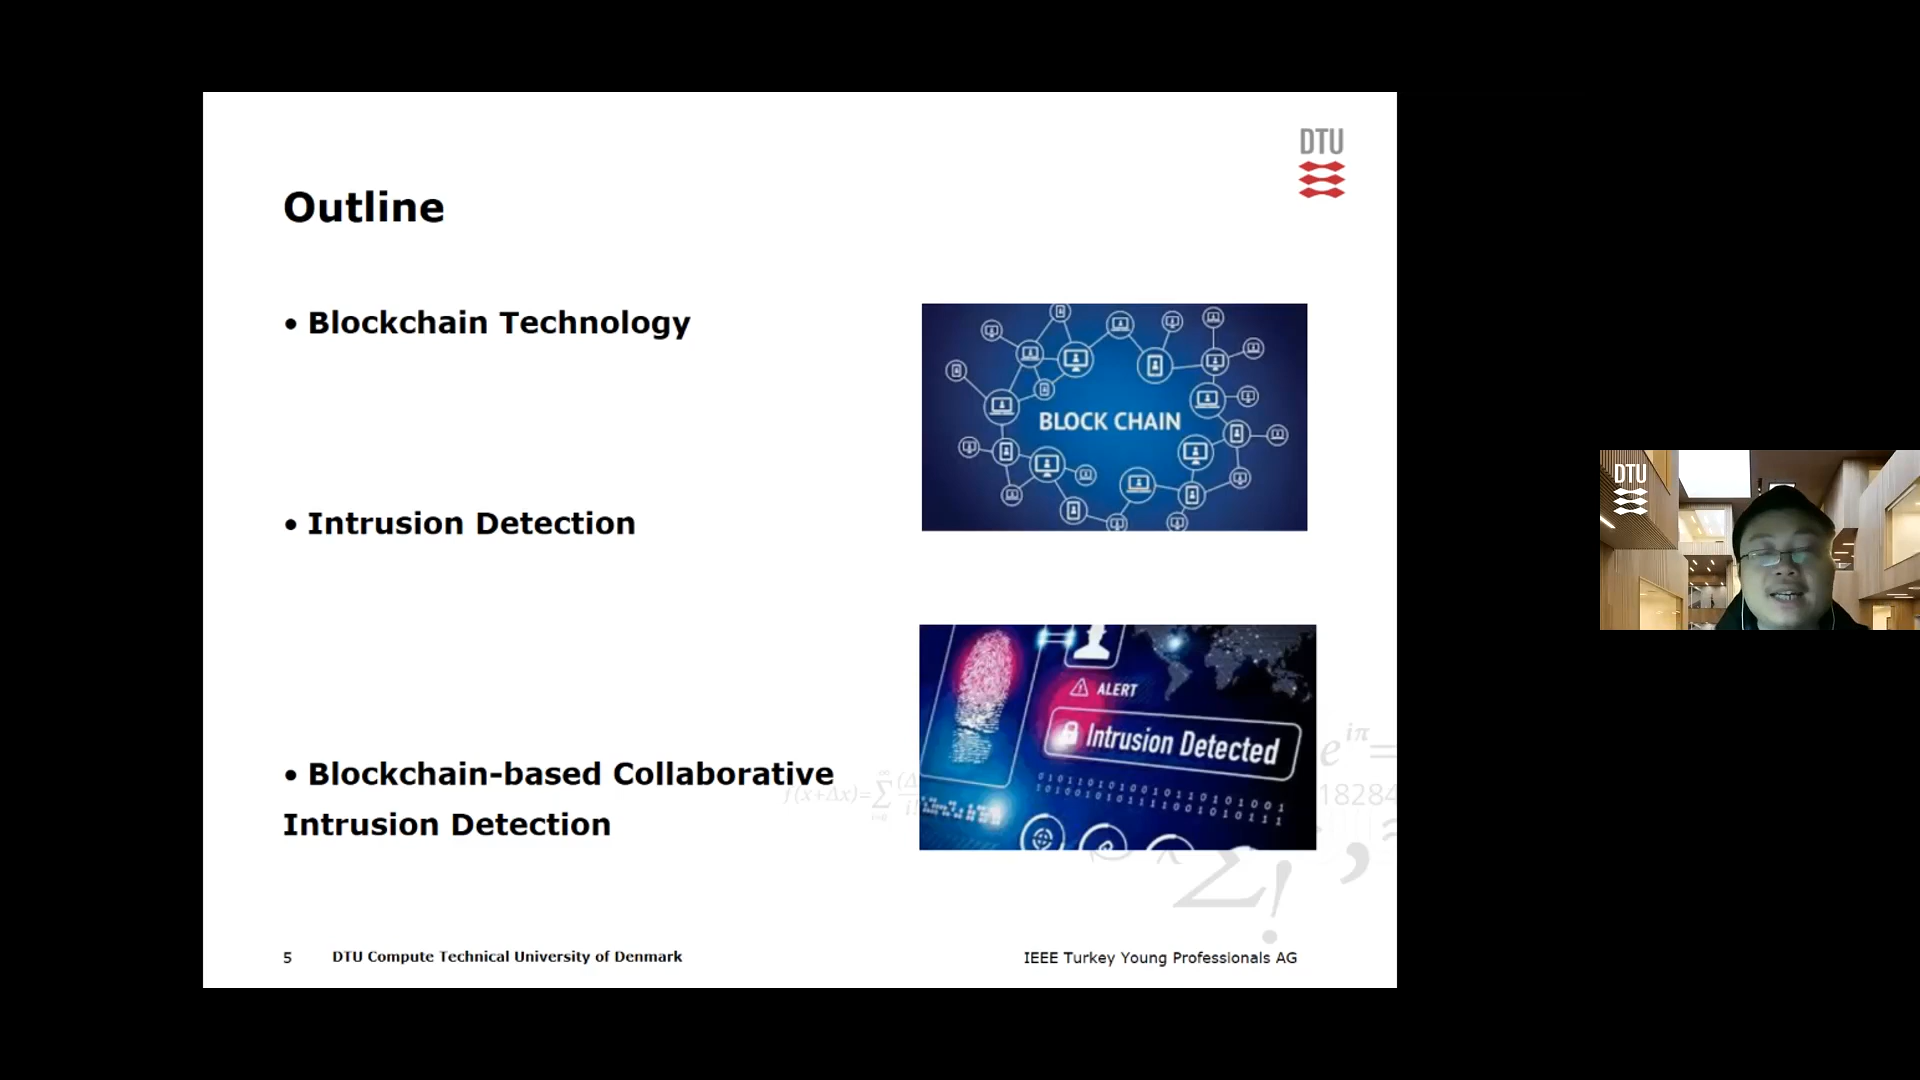 DTU
Outline
• Blockchain Technology
BLOCK CHAIN
• Intrusion Detection
DTU
ALERT
Intrusion Detected
• Blockchain-based Collaborative
Intrusion Detection
5 DTU Compute Technical University of Denmark IEEE Turkey Young Professionals AG